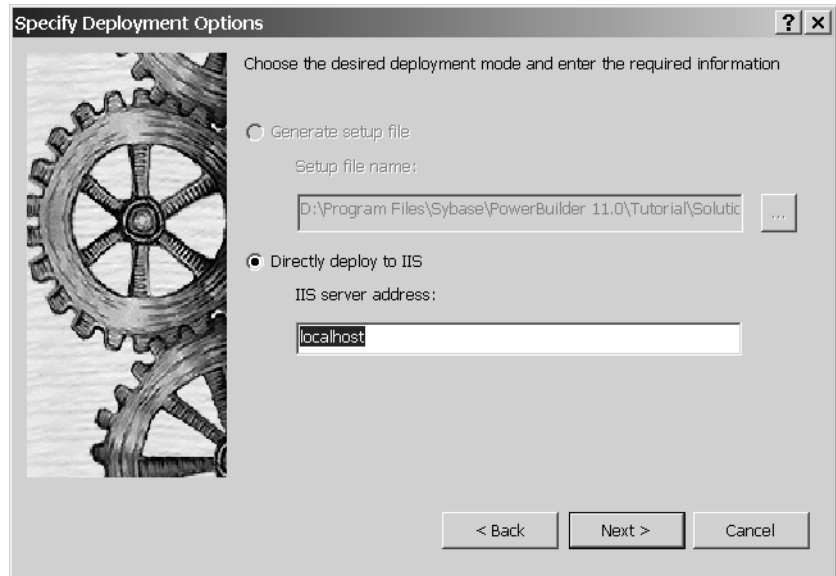 Specify Deployment Options
Choose the desired deployment mode and enter the required information
Generate setup file
Setup file name:
D:\Program Files\Sybase\PowerBuilder 11.0\Tutorial\Solutic
...
Directly deploy to IIS
IIS server address:
localhost
< Back Next > Cancel